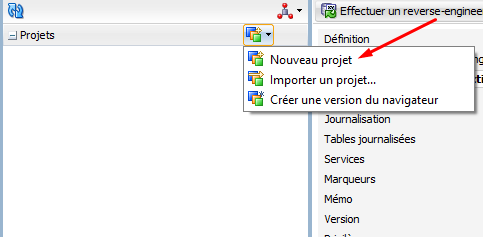 Effectuer un reverse-enginee
Projets
Nouveau projet
Importer un projet...
Créer une version du navigateur
Définition
Journalisation
Tables journalisées
Services
Marqueurs
Mémo
Version